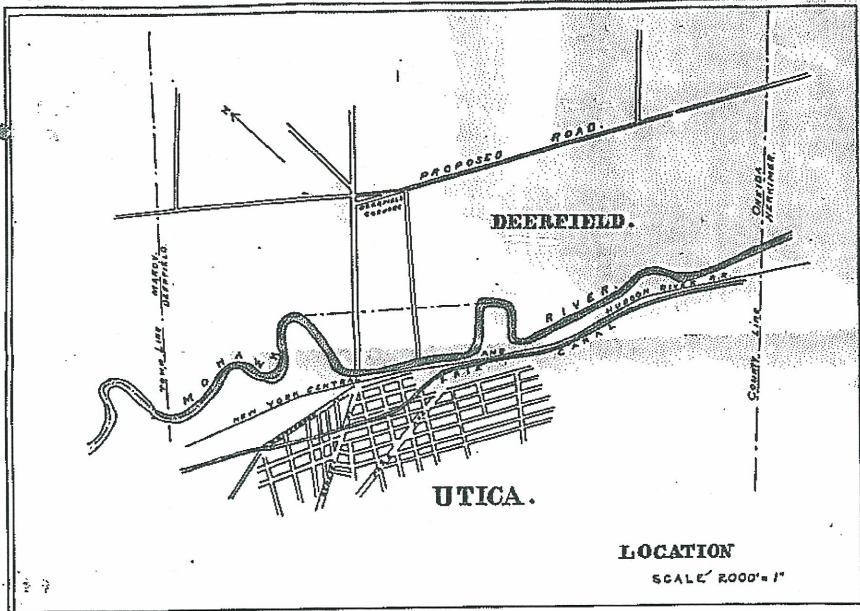 N
PROPOSED ROAD.
DEERFIELD CORNERS
DEERFIELD.
ONEIDA
HERKIMER.
TOWN LINE
MARCY.
DEERFIELD.
MOHAWK RIVER.
NEW YORK CENTRAL AND HUDSON RIVER R.R.
ERIE CANAL
COUNTY LINE
UTICA.
LOCATION
SCALE 2000' = 1"